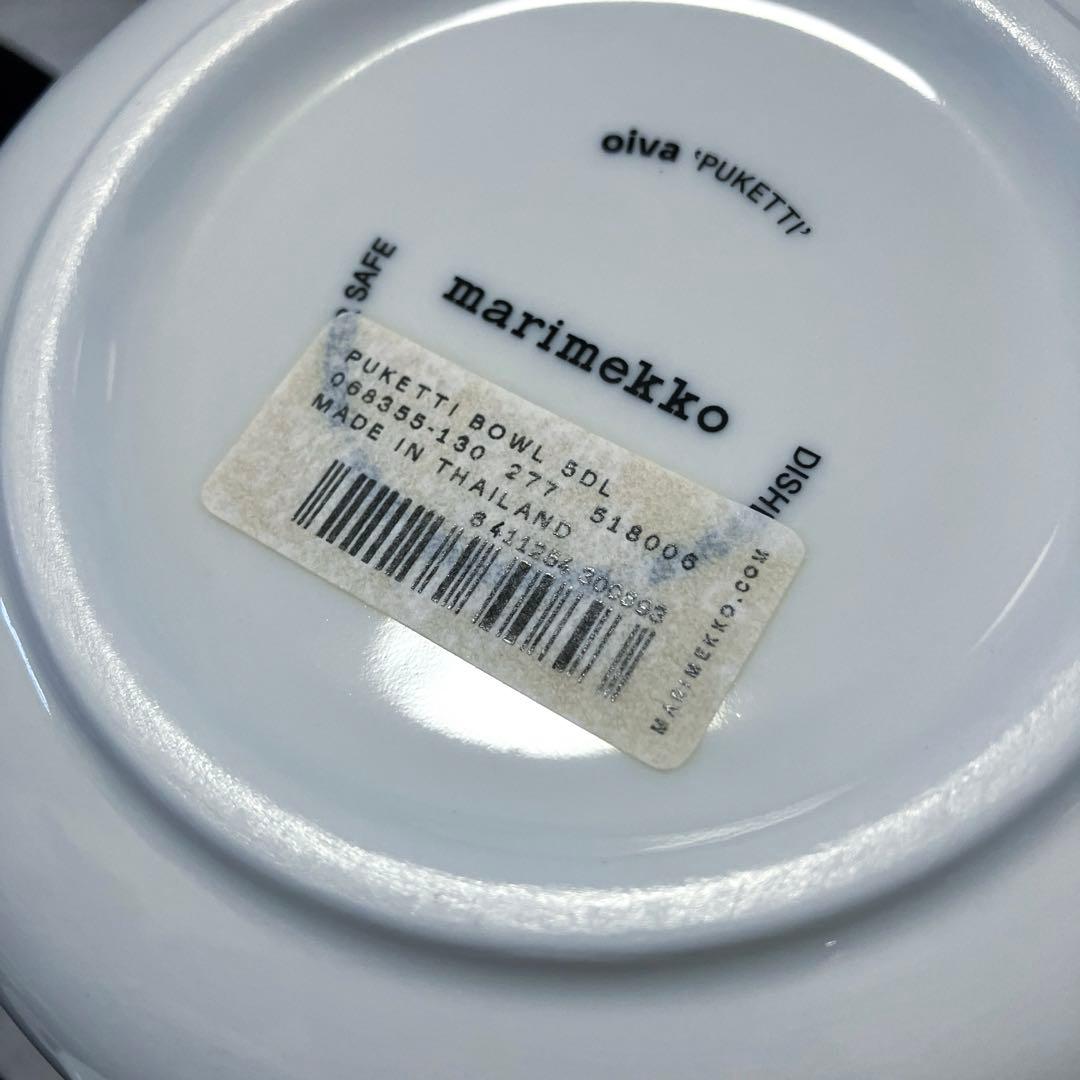 oiva 'PUKETTI'
SAFE
marimekko
DISH
PUKETTI BOWL 5DL
068355-130 277 518006
MADE IN THAILAND
MARIMEKKO.COM